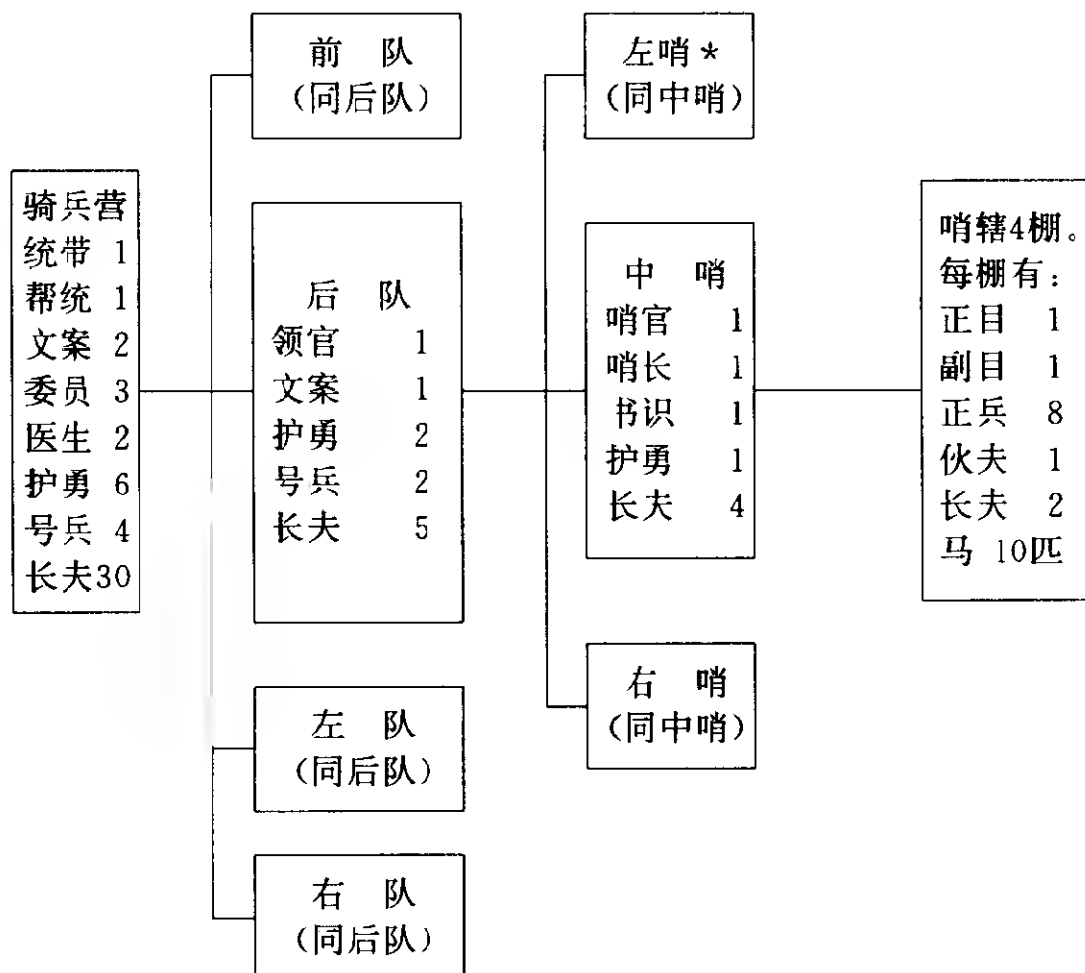 骑兵营
统带 1
帮统 1
文案 2
委员 3
医生 2
护勇 6
号兵 4
长夫30
前 队
(同后队)
后 队
领官 1
文案 1
护勇 2
号兵 2
长夫 5
左 队
(同后队)
右 队
(同后队)
左哨*
(同中哨)
中 哨
哨官 1
哨长 1
书识 1
护勇 1
长夫 4
右 哨
(同中哨)
哨辖4棚。
每棚有:
正目 1
副目 1
正兵 8
伙夫 1
长夫 2
马 10匹